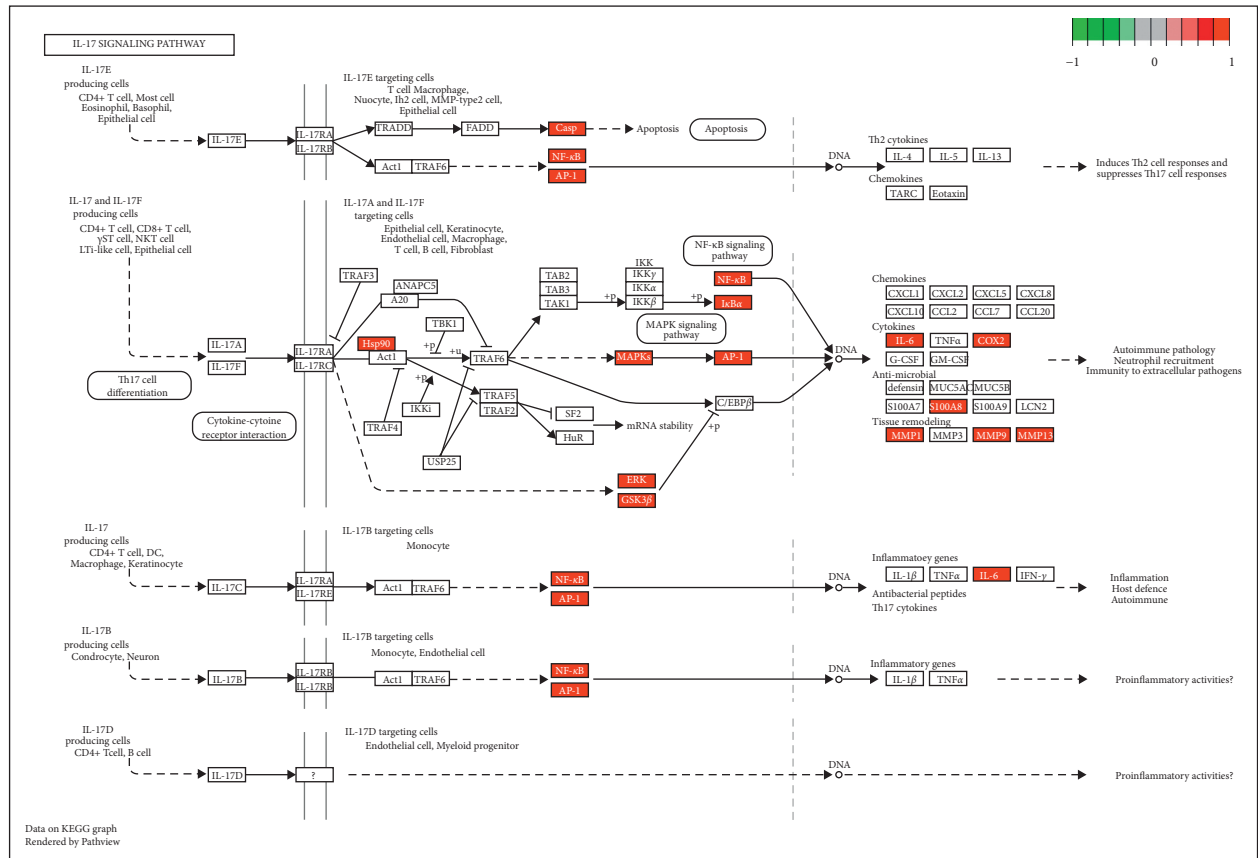 IL-17 SIGNALING PATHWAY
−1 0 1
IL-17E
producing cells
CD4+ T cell, Most cell
Eosinophil, Basophil,
Epithelial cell
IL-17E
IL-17RA
IL-17RB
IL-17E targeting cells
T cell Macrophage,
Nuocyte, Ih2 cell, MMP-type2 cell,
Epithelial cell
TRADD
FADD
Casp
Apoptosis
Apoptosis
Act1
TRAF6
NF-κB
AP-1
DNA
Th2 cytokines
IL-4
IL-5
IL-13
Chemokines
TARC
Eotaxin
Induces Th2 cell responses and
suppresses Th17 cell responses
IL-17 and IL-17F
producing cells
CD4+ T cell, CD8+ T cell,
γST cell, NKT cell
LTi-like cell, Epithelial cell
IL-17A
IL-17F
Th17 cell
differentiation
Cytokine-cytoine
receptor interaction
IL-17RA
IL-17RC
IL-17A and IL-17F
targeting cells
Epithelial cell, Keratinocyte,
Endothelial cell, Macrophage,
T cell, B cell, Fibroblast
TRAF3
ANAPC5
A20
TBK1
+p
+u
Hsp90
Act1
TRAF6
+p
IKKi
TRAF4
TRAF5
TRAF2
USP25
SF2
HuR
mRNA stability
TAB2
TAB3
TAK1
+p
IKK
IKKγ
IKKα
IKKβ
+p
NF-κB signaling
pathway
NF-κB
IκBα
MAPK signaling
pathway
MAPKs
AP-1
C/EBPβ
+p
ERK
GSK3β
DNA
Chemokines
CXCL1
CXCL2
CXCL5
CXCL8
CXCL10
CCL2
CCL7
CCL20
Cytokines
IL-6
TNFα
COX2
G-CSF
GM-CSF
Anti-microbial
defensin
MUC5AC
MUC5B
S100A7
S100A8
S100A9
LCN2
Tissue remodeling
MMP1
MMP3
MMP9
MMP13
Autoimmune pathology
Neutrophil recruitment
Immunity to extracellular pathogens
IL-17
producing cells
CD4+ T cell, DC,
Macrophage, Keratinocyte
IL-17C
IL-17RA
IL-17RE
IL-17B targeting cells
Monocyte
Act1
TRAF6
NF-κB
AP-1
DNA
Inflammatoey genes
IL-1β
TNFα
IL-6
IFN-γ
Antibacterial peptides
Th17 cytokines
Inflammation
Host defence
Autoimmune
IL-17B
producing cells
Condrocyte, Neuron
IL-17B
IL-17RB
IL-17RB
IL-17B targeting cells
Monocyte, Endothelial cell
Act1
TRAF6
NF-κB
AP-1
DNA
Inflammatory genes
IL-1β
TNFα
Proinflammatory activities?
IL-17D
producing cells
CD4+ Tcell, B cell
IL-17D
?
IL-17D targeting cells
Endothelial cell, Myeloid progenitor
DNA
Proinflammatory activities?
Data on KEGG graph
Rendered by Pathview